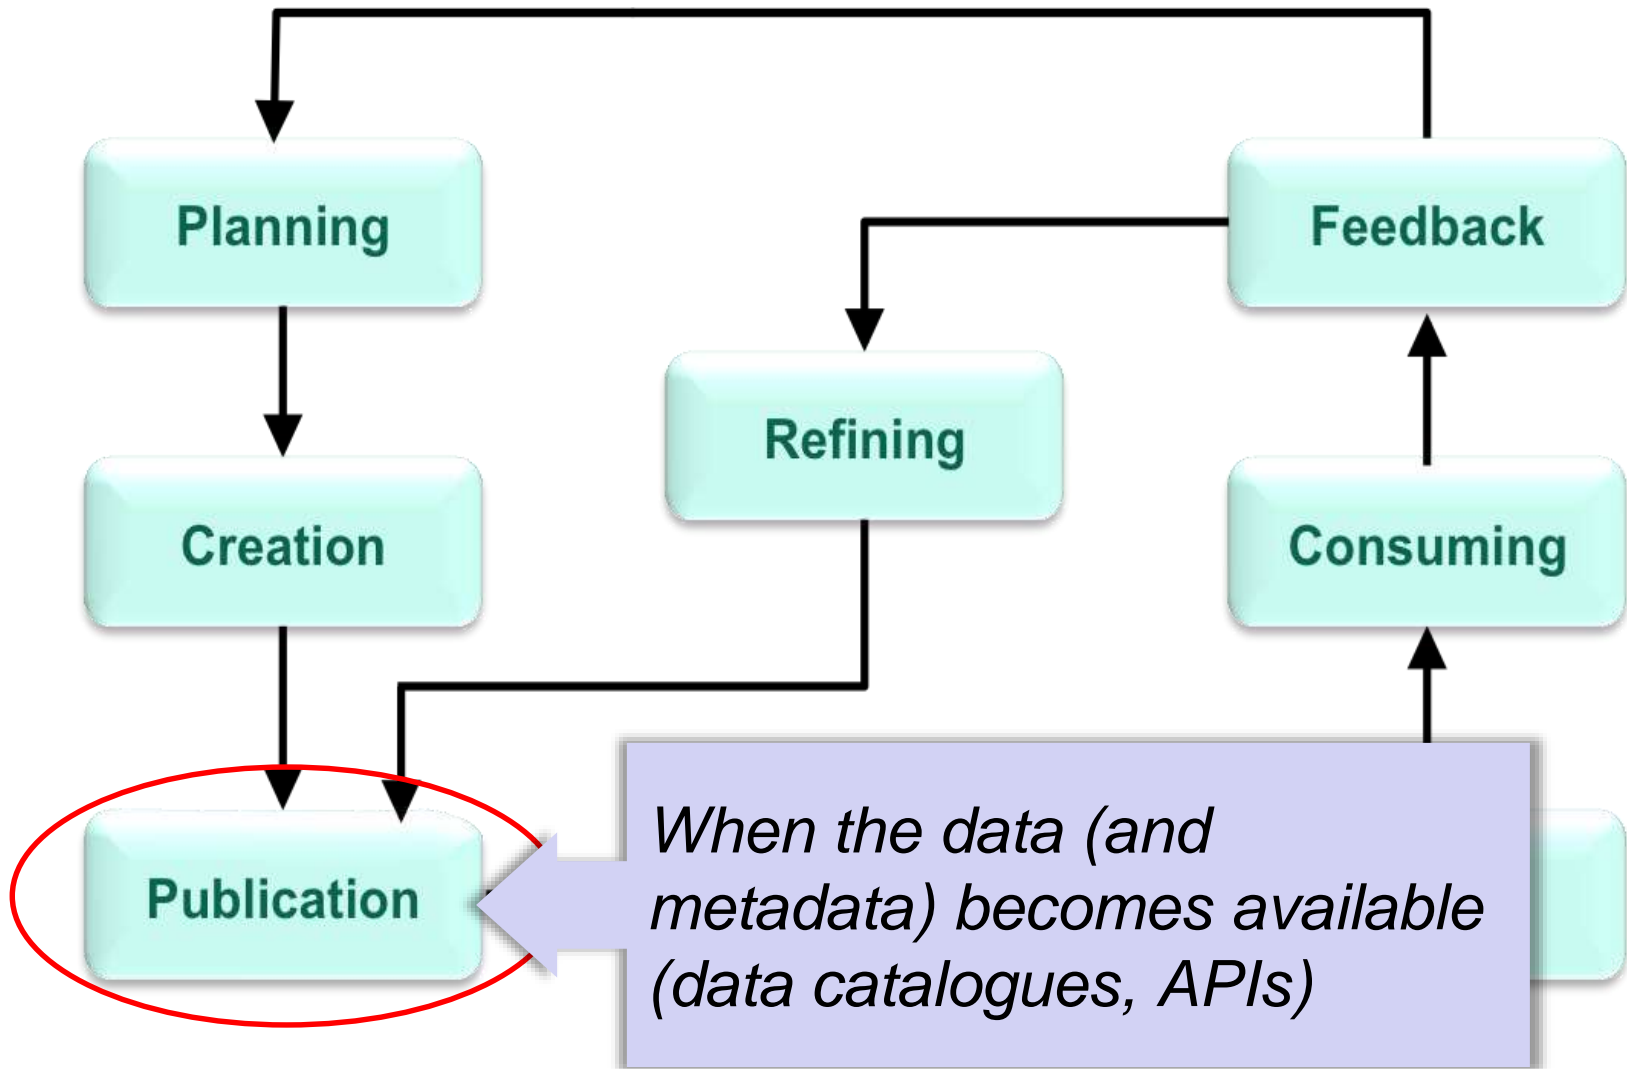 Planning
Feedback
Refining
Creation
Consuming
Publication
When the data (and
metadata) becomes available
(data catalogues, APIs)